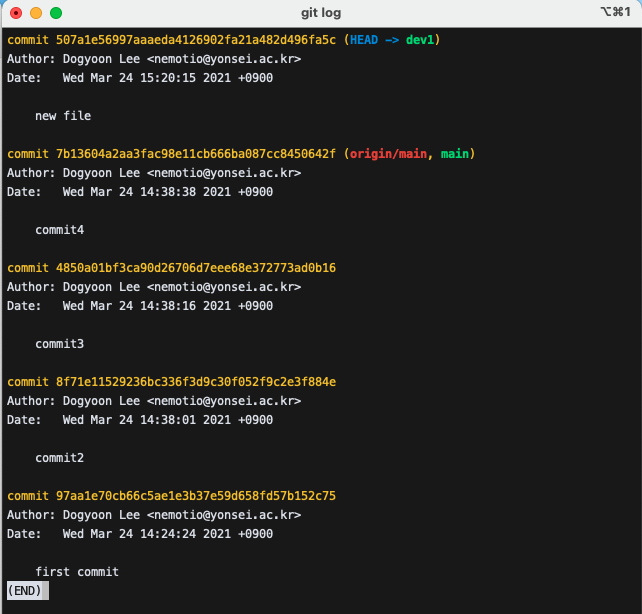 git log
⌥⌘1
commit 507a1e56997aaaeda4126902fa21a482d496fa5c (HEAD -> dev1)
Author: Dogyoon Lee <nemotio@yonsei.ac.kr>
Date:   Wed Mar 24 15:20:15 2021 +0900
    new file
commit 7b13604a2aa3fac98e11cb666ba087cc8450642f (origin/main, main)
Author: Dogyoon Lee <nemotio@yonsei.ac.kr>
Date:   Wed Mar 24 14:38:38 2021 +0900
    commit4
commit 4850a01bf3ca90d26706d7eee68e372773ad0b16
Author: Dogyoon Lee <nemotio@yonsei.ac.kr>
Date:   Wed Mar 24 14:38:16 2021 +0900
    commit3
commit 8f71e11529236bc336f3d9c30f052f9c2e3f884e
Author: Dogyoon Lee <nemotio@yonsei.ac.kr>
Date:   Wed Mar 24 14:38:01 2021 +0900
    commit2
commit 97aa1e70cb66c5ae1e3b37e59d658fd57b152c75
Author: Dogyoon Lee <nemotio@yonsei.ac.kr>
Date:   Wed Mar 24 14:24:24 2021 +0900
    first commit
(END)